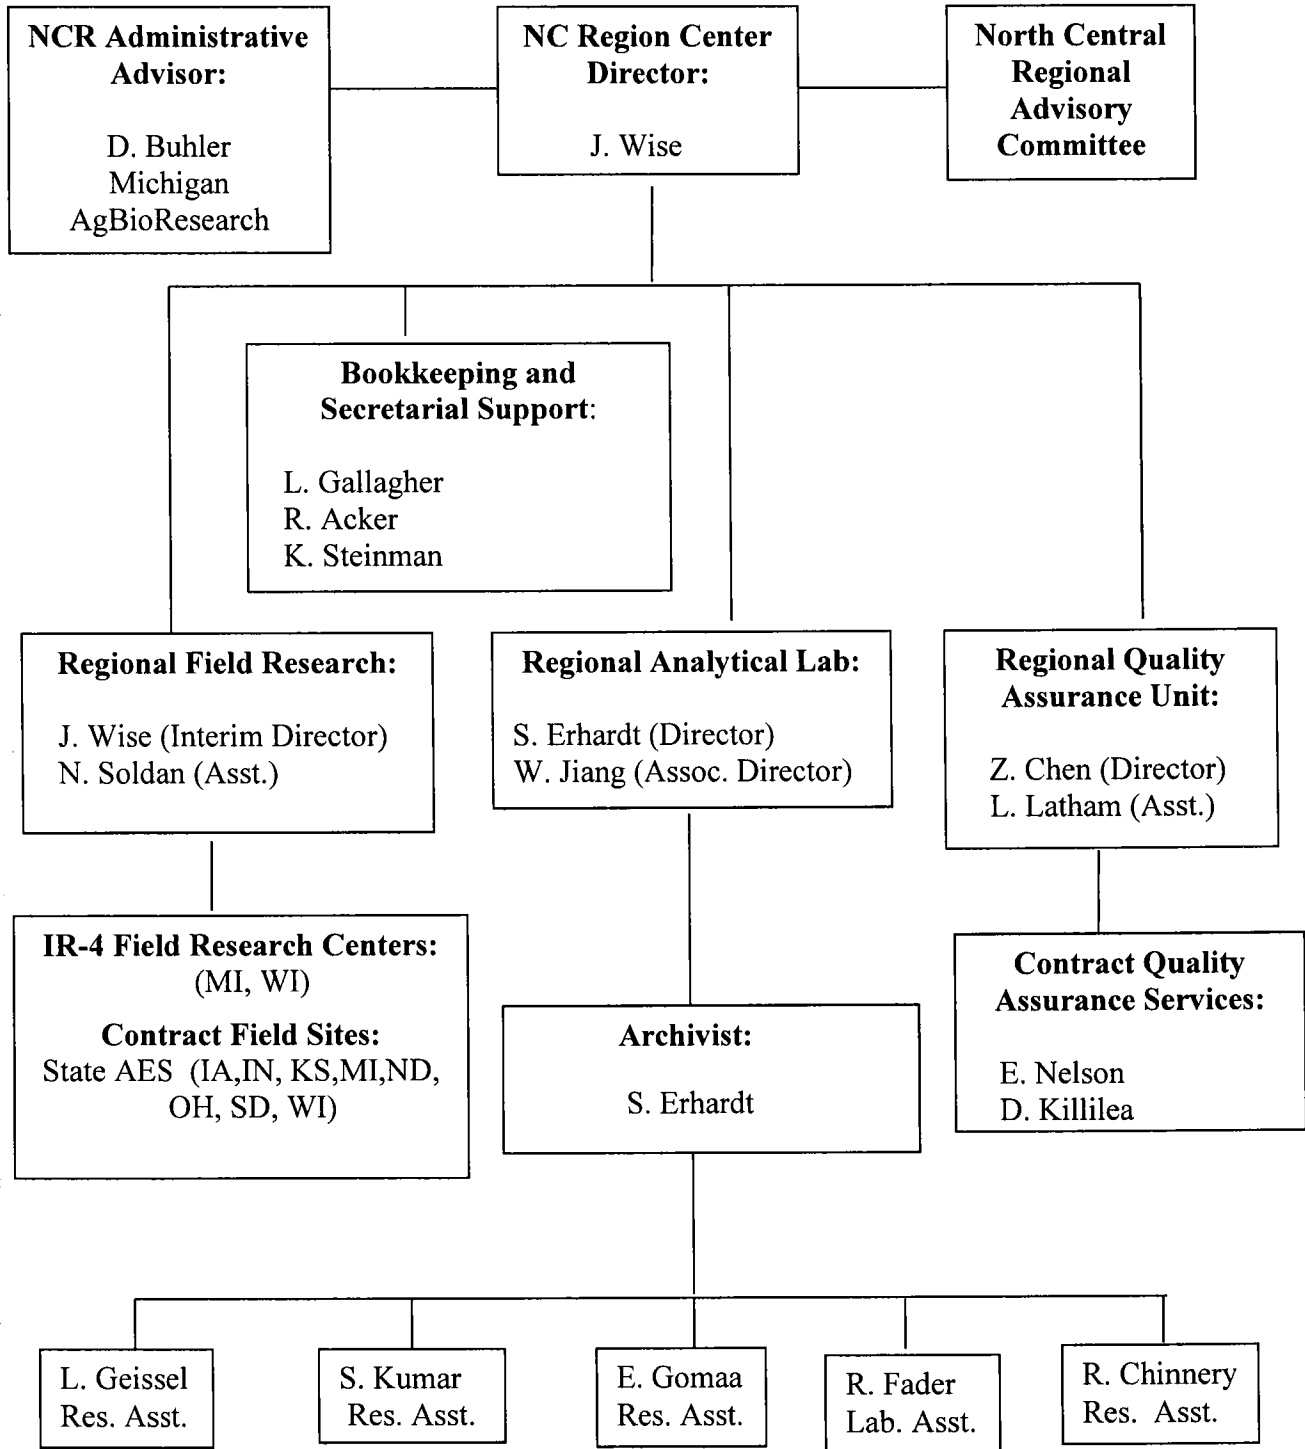 NCR Administrative
Advisor:
D. Buhler
Michigan
AgBioResearch
NC Region Center
Director:
J. Wise
North Central
Regional
Advisory
Committee
Bookkeeping and
Secretarial Support:
L. Gallagher
R. Acker
K. Steinman
Regional Field Research:
J. Wise (Interim Director)
N. Soldan (Asst.)
Regional Analytical Lab:
S. Erhardt (Director)
W. Jiang (Assoc. Director)
Regional Quality
Assurance Unit:
Z. Chen (Director)
L. Latham (Asst.)
IR-4 Field Research Centers:
(MI, WI)
Contract Field Sites:
State AES (IA,IN, KS,MI,ND,
OH, SD, WI)
Archivist:
S. Erhardt
Contract Quality
Assurance Services:
E. Nelson
D. Killilea
L. Geissel
Res. Asst.
S. Kumar
Res. Asst.
E. Gomaa
Res. Asst.
R. Fader
Lab. Asst.
R. Chinnery
Res. Asst.